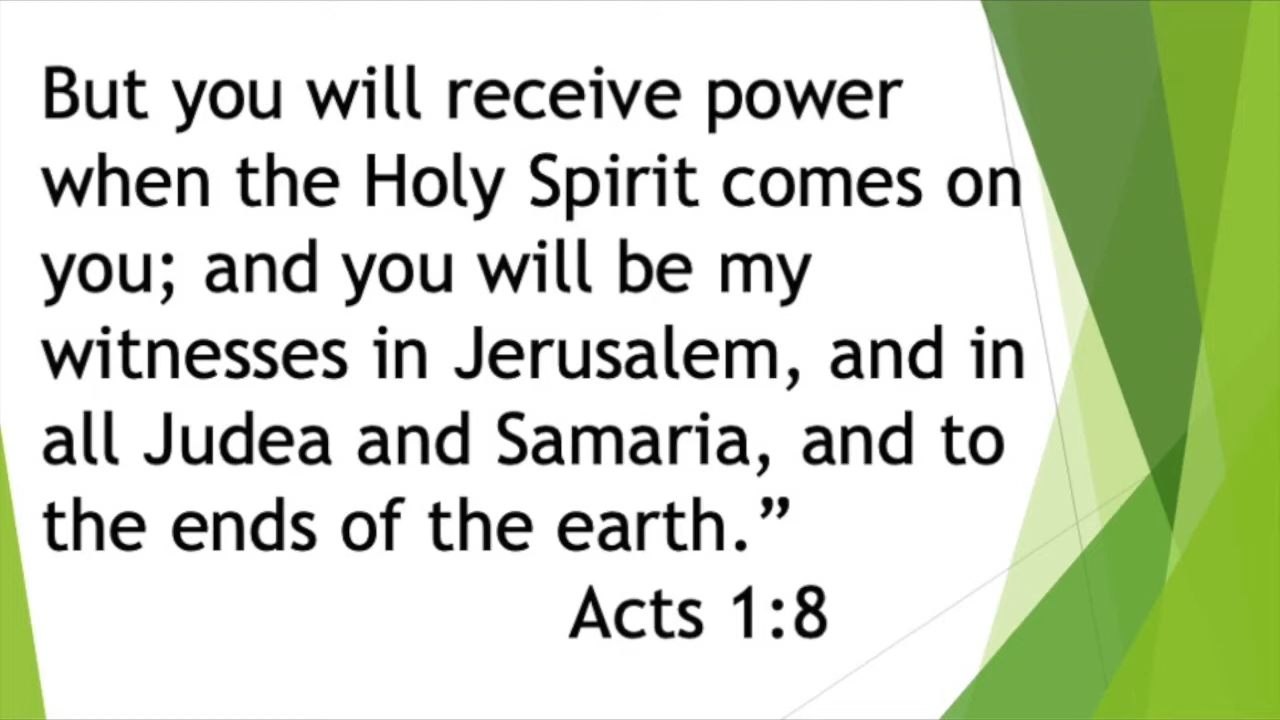 But you will receive power
when the Holy Spirit comes on
you; and you will be my
witnesses in Jerusalem, and in
all Judea and Samaria, and to
the ends of the earth.”
Acts 1:8